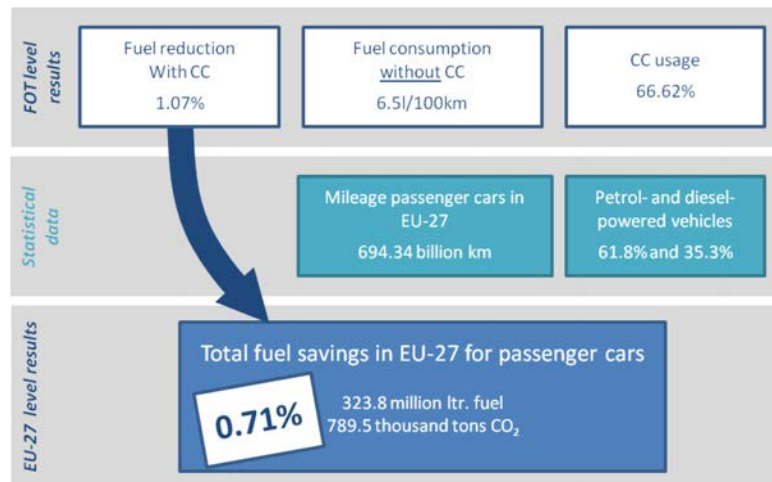 FOT level
results
Fuel reduction
With CC
1.07%
Fuel consumption
without CC
6.5l/100km
CC usage
66.62%
Statistical
data
Mileage passenger cars in
EU-27
694.34 billion km
Petrol- and diesel-
powered vehicles
61.8% and 35.3%
EU-27 level results
Total fuel savings in EU-27 for passenger cars
0.71%
323.8 million ltr. fuel
789.5 thousand tons CO₂